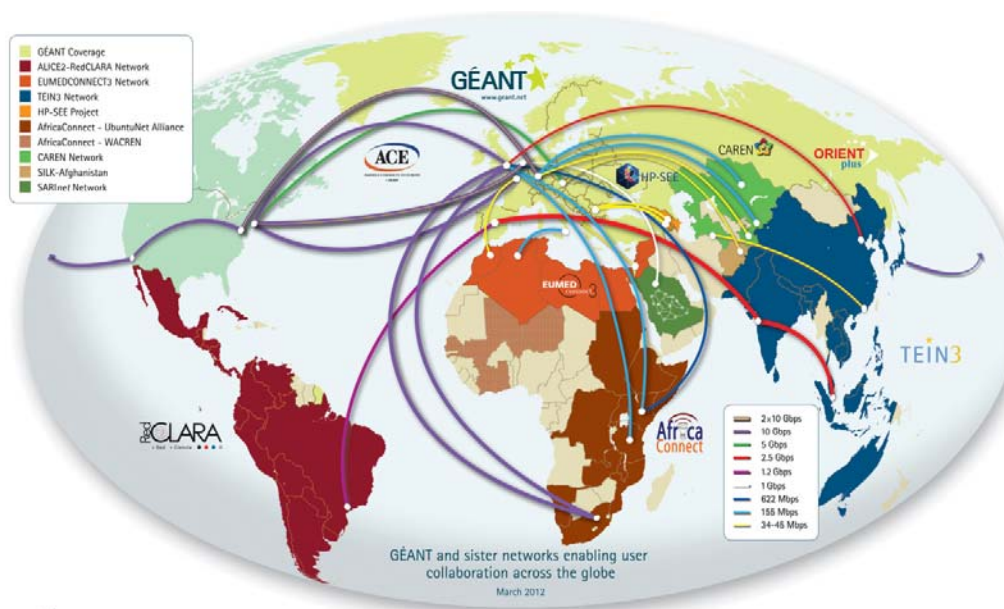 GÉANT Coverage
ALICE2-RedCLARA Network
EUMEDCONNECT3 Network
TEIN3 Network
HP-SEE Project
AfricaConnect - UbuntuNet Alliance
AfricaConnect - WACREN
CAREN Network
SILK-Afghanistan
SARInet Network
GÉANT
www.geant.net
ACE
HP-SEE
CAREN
ORIENT
plus
EUMED
3
TEIN3
Red
CLARA
Africa
Connect
2x10 Gbps
10 Gbps
5 Gbps
2.5 Gbps
1.2 Gbps
1 Gbps
622 Mbps
155 Mbps
34-45 Mbps
GÉANT and sister networks enabling user
collaboration across the globe
March 2012